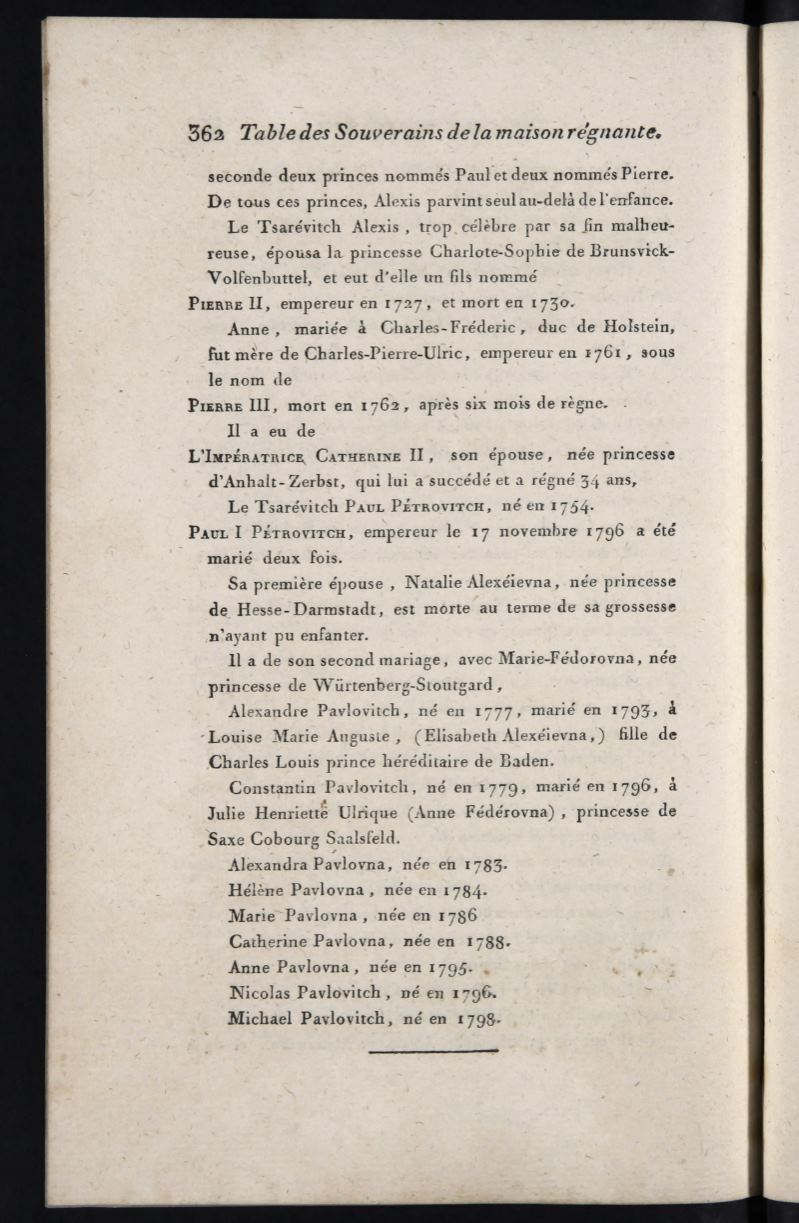 362 Table des Souverains de la maison régnante.
seconde deux princes nommés Paul et deux nommés Pierre.
De tous ces princes, Alexis parvint seul au-delà de l'enfance.
Le Tsarévitch Alexis, trop célèbre par sa fin malheu-
reuse, épousa la princesse Charlote-Sophie de Brunsvick-
Volfenbuttel, et eut d'elle un fils nommé
PIERRE II, empereur en 1727, et mort en 1730.
Anne, mariée à Charles-Fréderic, duc de Holstein,
fut mère de Charles-Pierre-Ulric, empereur en 1761, sous
le nom de
PIERRE III, mort en 1762, après six mois de règne.
Il a eu de
L'IMPÉRATRICE CATHERINE II, son épouse, née princesse
d'Anhalt-Zerbst, qui lui a succédé et a régné 34 ans,
Le Tsarévitch PAUL PÉTROVITCH, né en 1754.
PAUL I PÉTROVITCH, empereur le 17 novembre 1796 a été
marié deux fois.
Sa première épouse, Natalie Alexéievna, née princesse
de Hesse-Darmstadt, est morte au terme de sa grossesse
n'ayant pu enfanter.
Il a de son second mariage, avec Marie-Fédorovna, née
princesse de Würtenberg-Stoutgard,
Alexandre Pavlovitch, né en 1777, marié en 1793, à
Louise Marie Auguste, (Elisabeth Alexéievna,) fille de
Charles Louis prince héréditaire de Baden.
Constantin Pavlovitch, né en 1779, marié en 1796, à
Julie Henriette Ulrique (Anne Fédérovna), princesse de
Saxe Cobourg Saalsfeld.
Alexandra Pavlovna, née en 1783.
Hélène Pavlovna, née en 1784.
Marie Pavlovna, née en 1786
Catherine Pavlovna, née en 1788.
Anne Pavlovna, née en 1795.
Nicolas Pavlovitch, né en 1796.
Michael Pavlovitch, né en 1798.